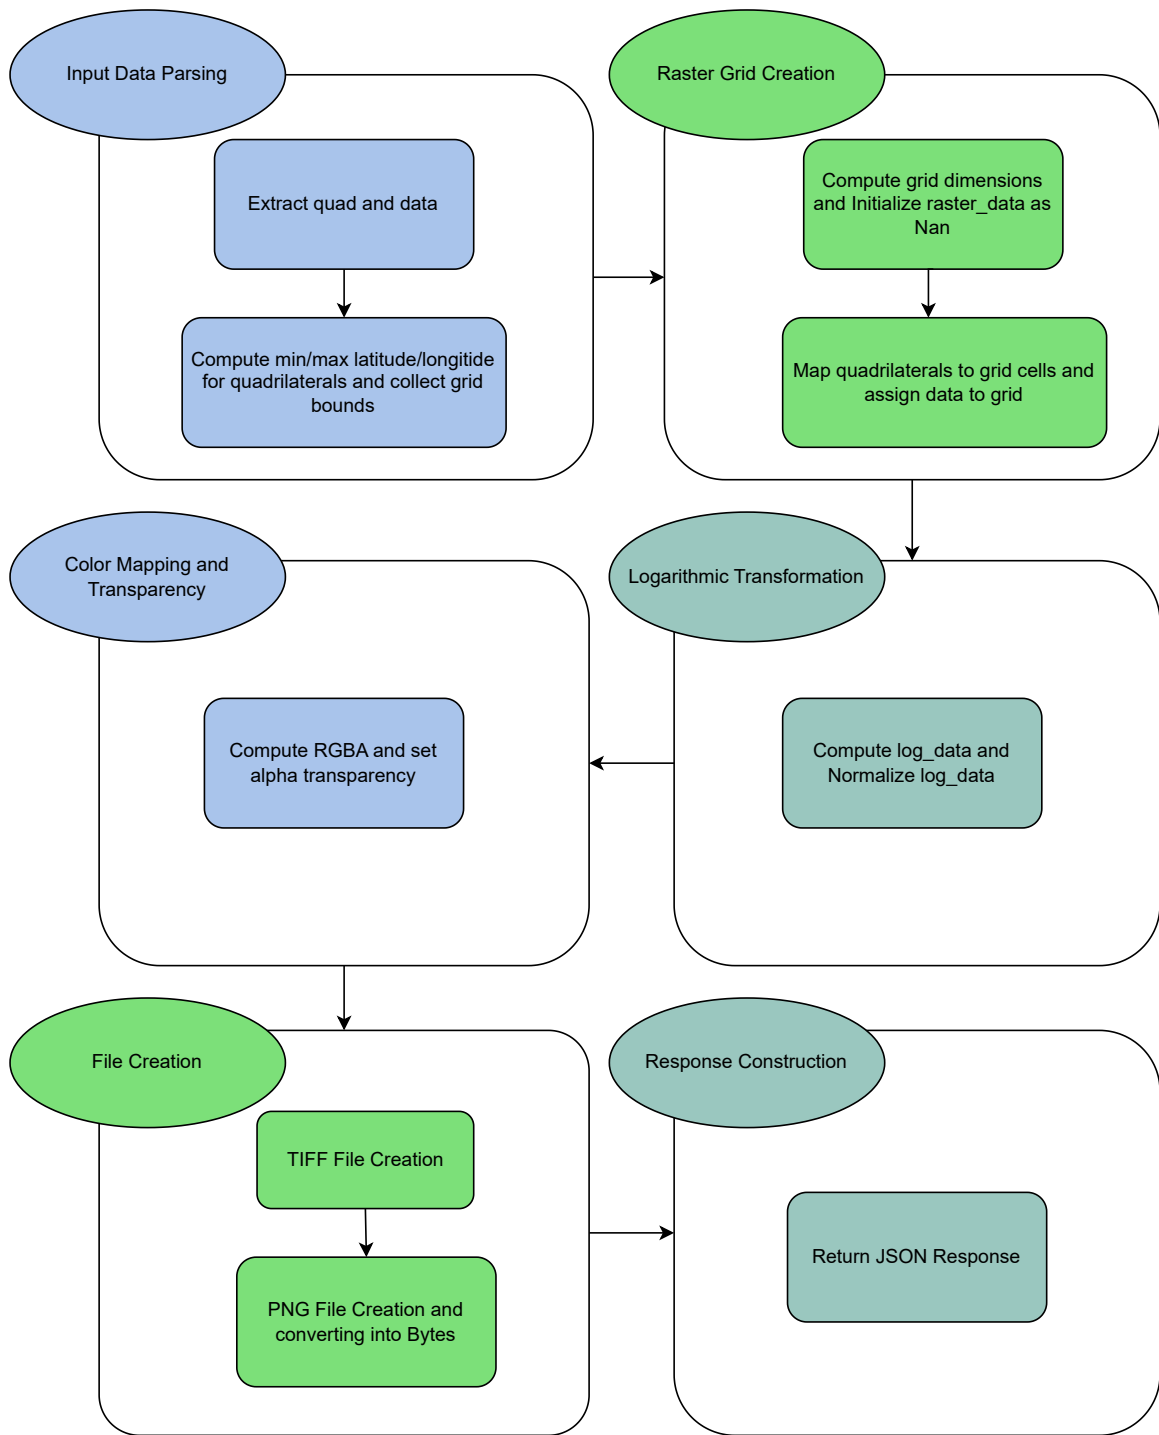 Input Data Parsing
Extract quad and data
Compute min/max latitude/longitide
for quadrilaterals and collect grid
bounds
Raster Grid Creation
Compute grid dimensions
and Initialize raster_data as
Nan
Map quadrilaterals to grid cells and
assign data to grid
Logarithmic Transformation
Compute log_data and
Normalize log_data
Color Mapping and
Transparency
Compute RGBA and set
alpha transparency
File Creation
TIFF File Creation
PNG File Creation and
converting into Bytes
Response Construction
Return JSON Response